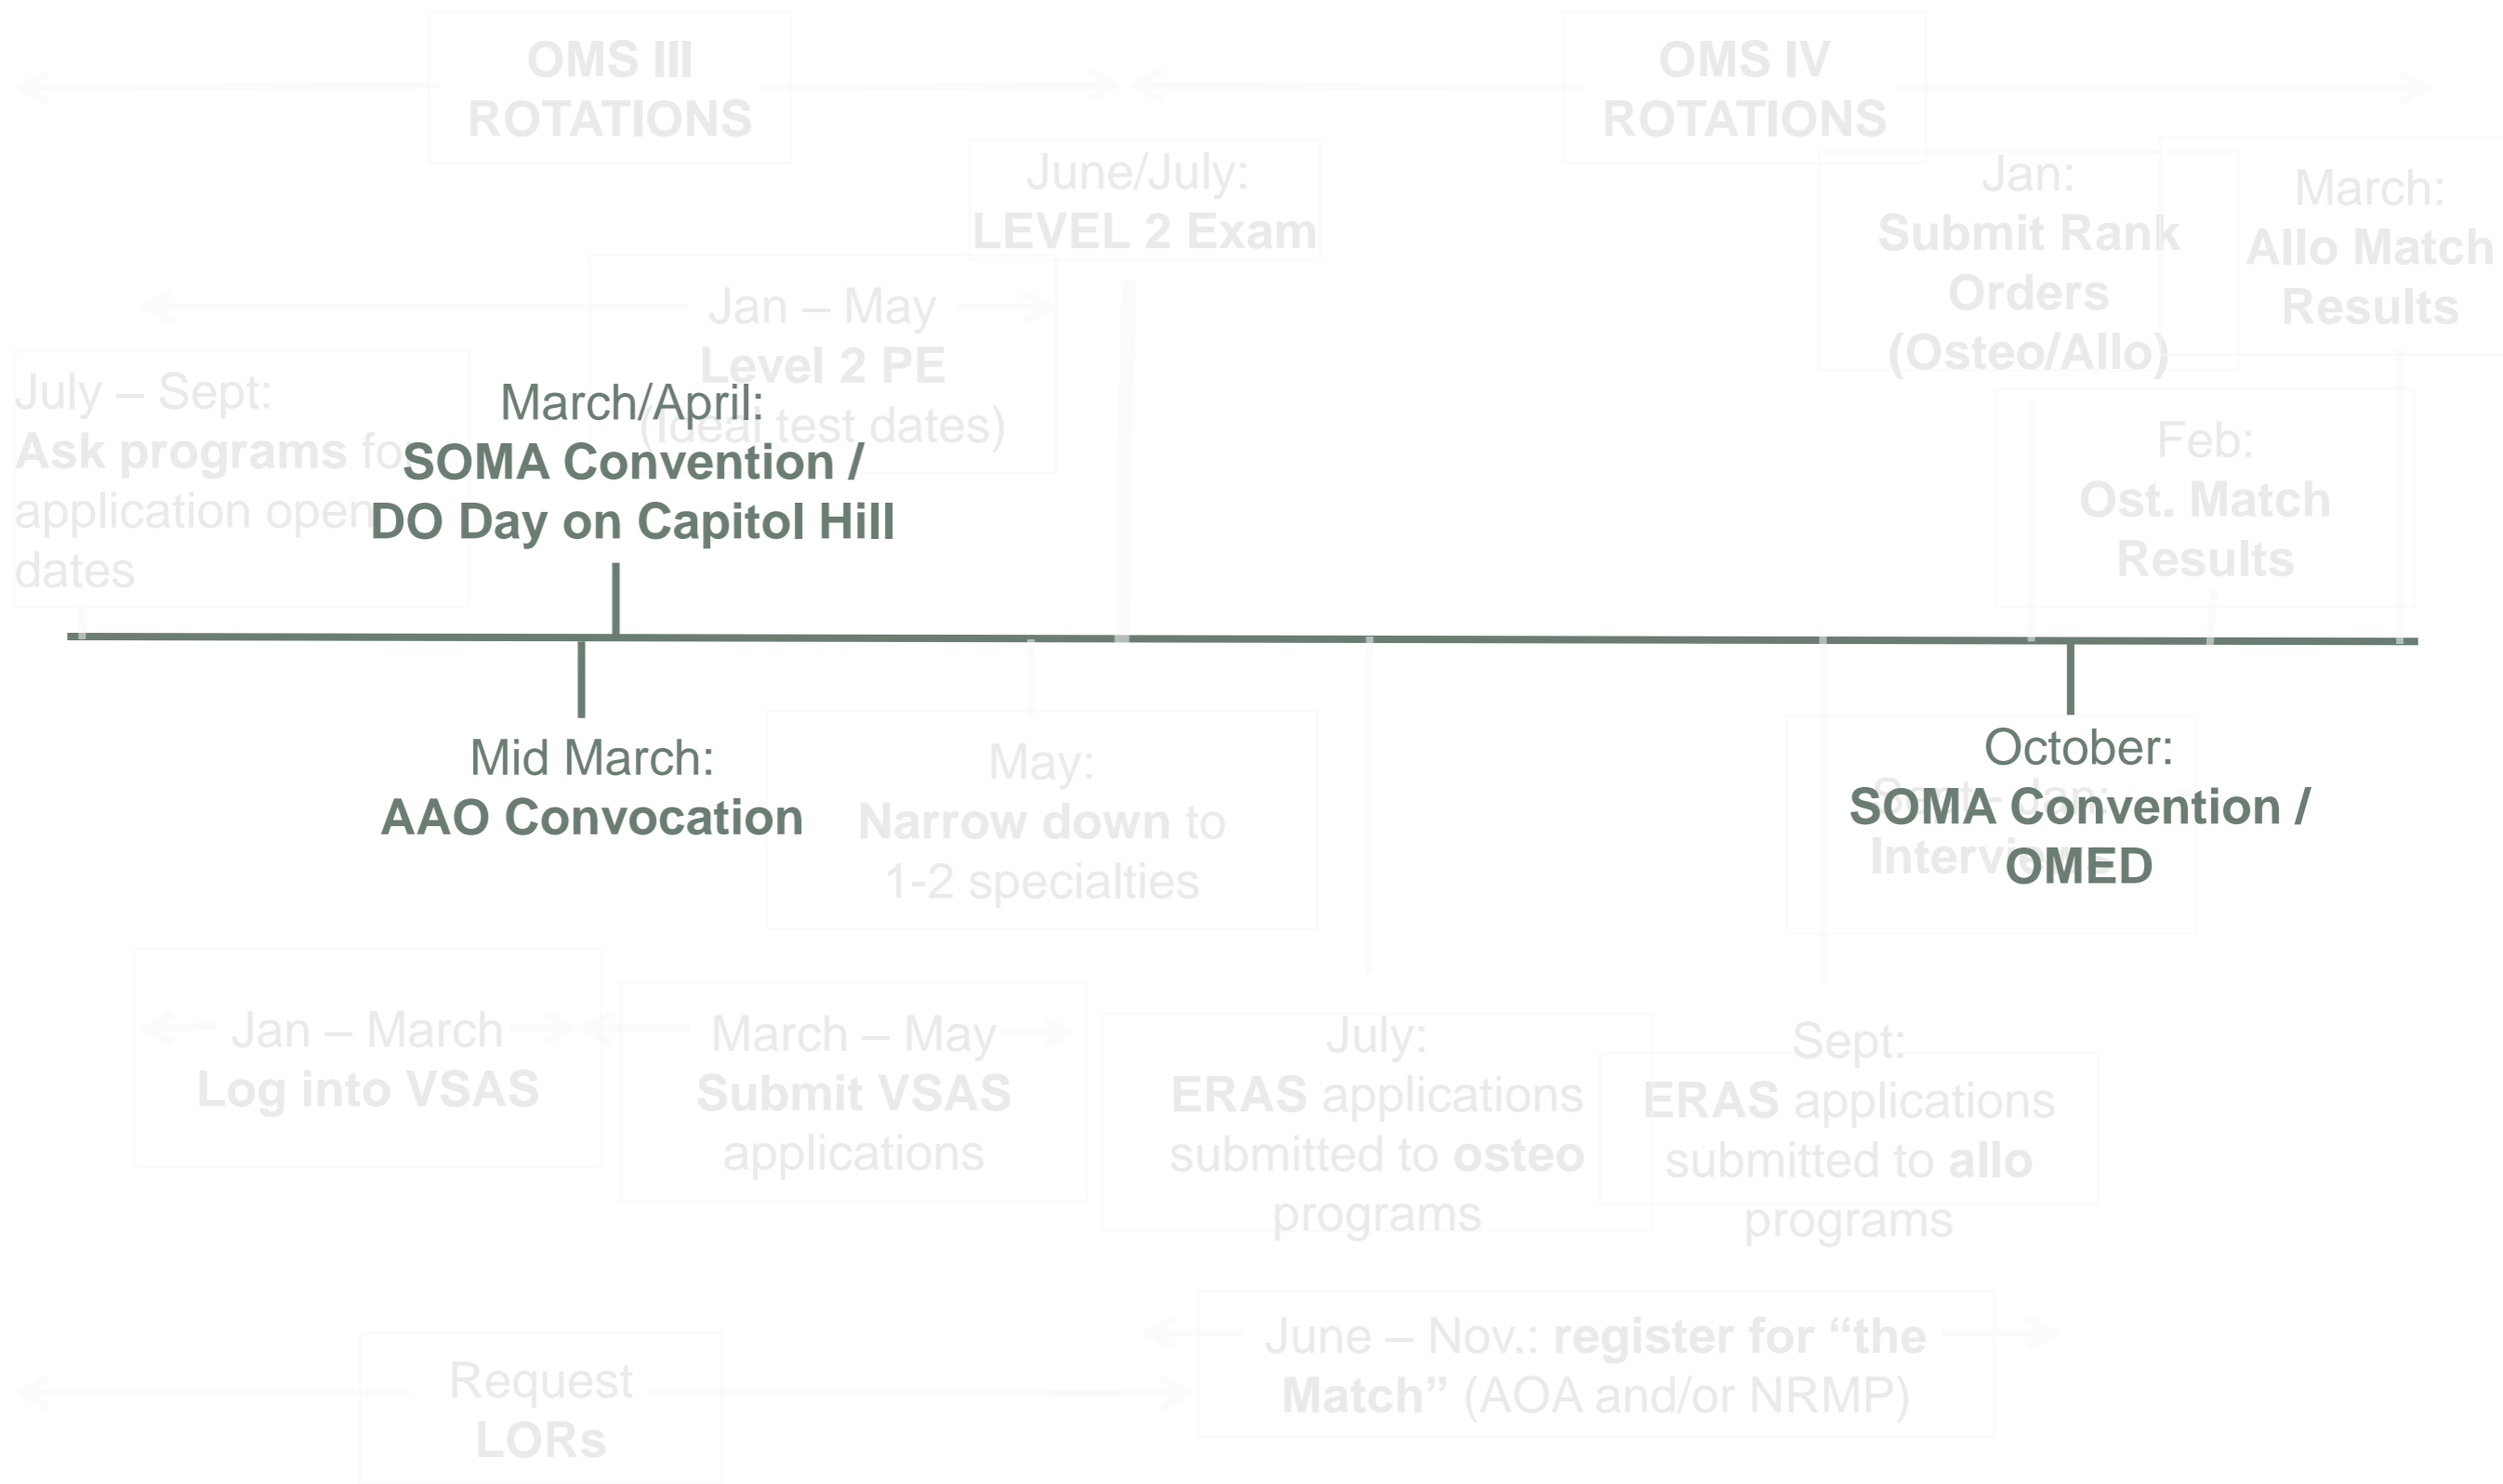 OMS III
ROTATIONS
OMS IV
ROTATIONS
June/July:
LEVEL 2 Exam
Jan:
Submit Rank
Orders
(Osteo/Allo)
March:
Allo Match
Results
Jan – May
Level 2 PE
(Ideal test dates)
July – Sept:
Ask programs for
application open
dates
March/April:
SOMA Convention /
DO Day on Capitol Hill
Feb:
Ost. Match
Results
Mid March:
AAO Convocation
May:
Narrow down to
1-2 specialties
October:
SOMA Convention /
OMED
Sept - Jan:
Interviews
Jan – March
Log into VSAS
March – May
Submit VSAS
applications
July:
ERAS applications
submitted to osteo
programs
Sept:
ERAS applications
submitted to allo
programs
June – Nov.: register for “the
Match” (AOA and/or NRMP)
Request
LORs